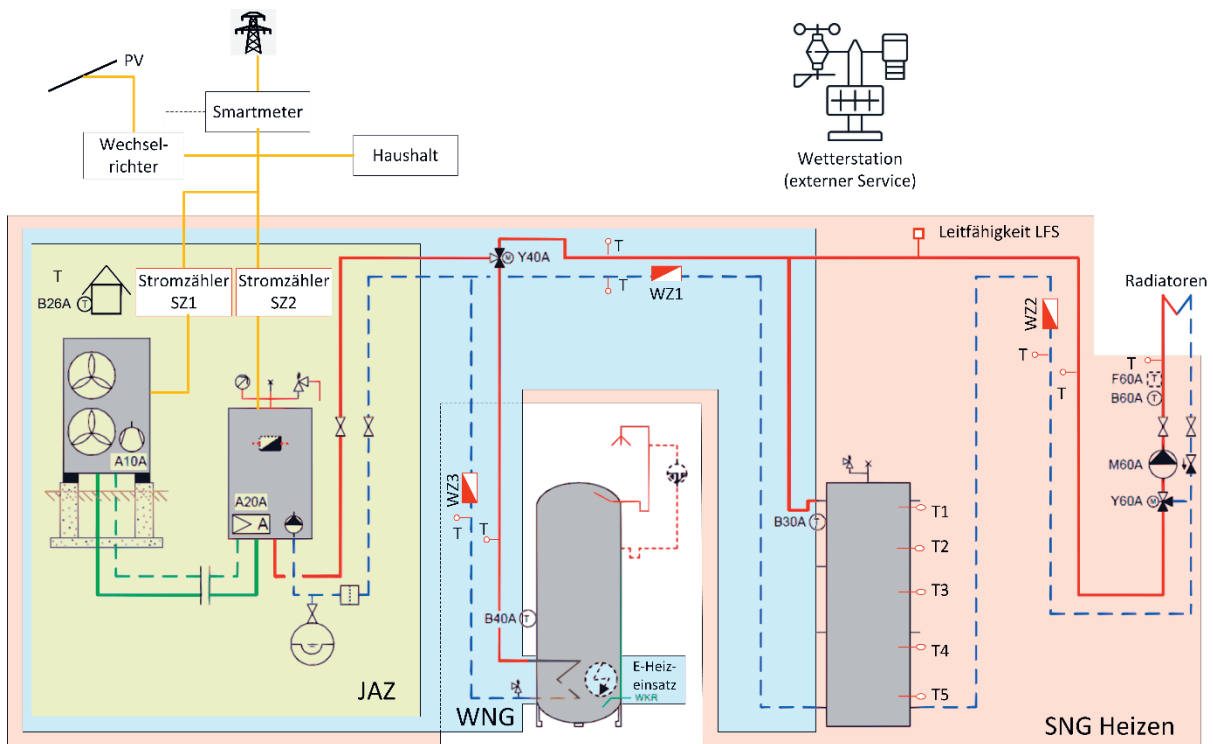 PV
Smartmeter
Wechsel-
richter
Haushalt
Wetterstation
(externer Service)
T
B26A
T
Stromzähler
SZ1
Stromzähler
SZ2
M
Y40A
T
T
WZ1
Leitfähigkeit LFS
Radiatoren
WZ2
T
T
T
F60A
T
B60A
T
M60A
Y60A
M
A10A
A20A
A
WZ3
T
T
B40A
T
B30A
T
T1
T2
T3
T4
T5
E-Heiz-
einsatz
WKR
JAZ
WNG
SNG Heizen